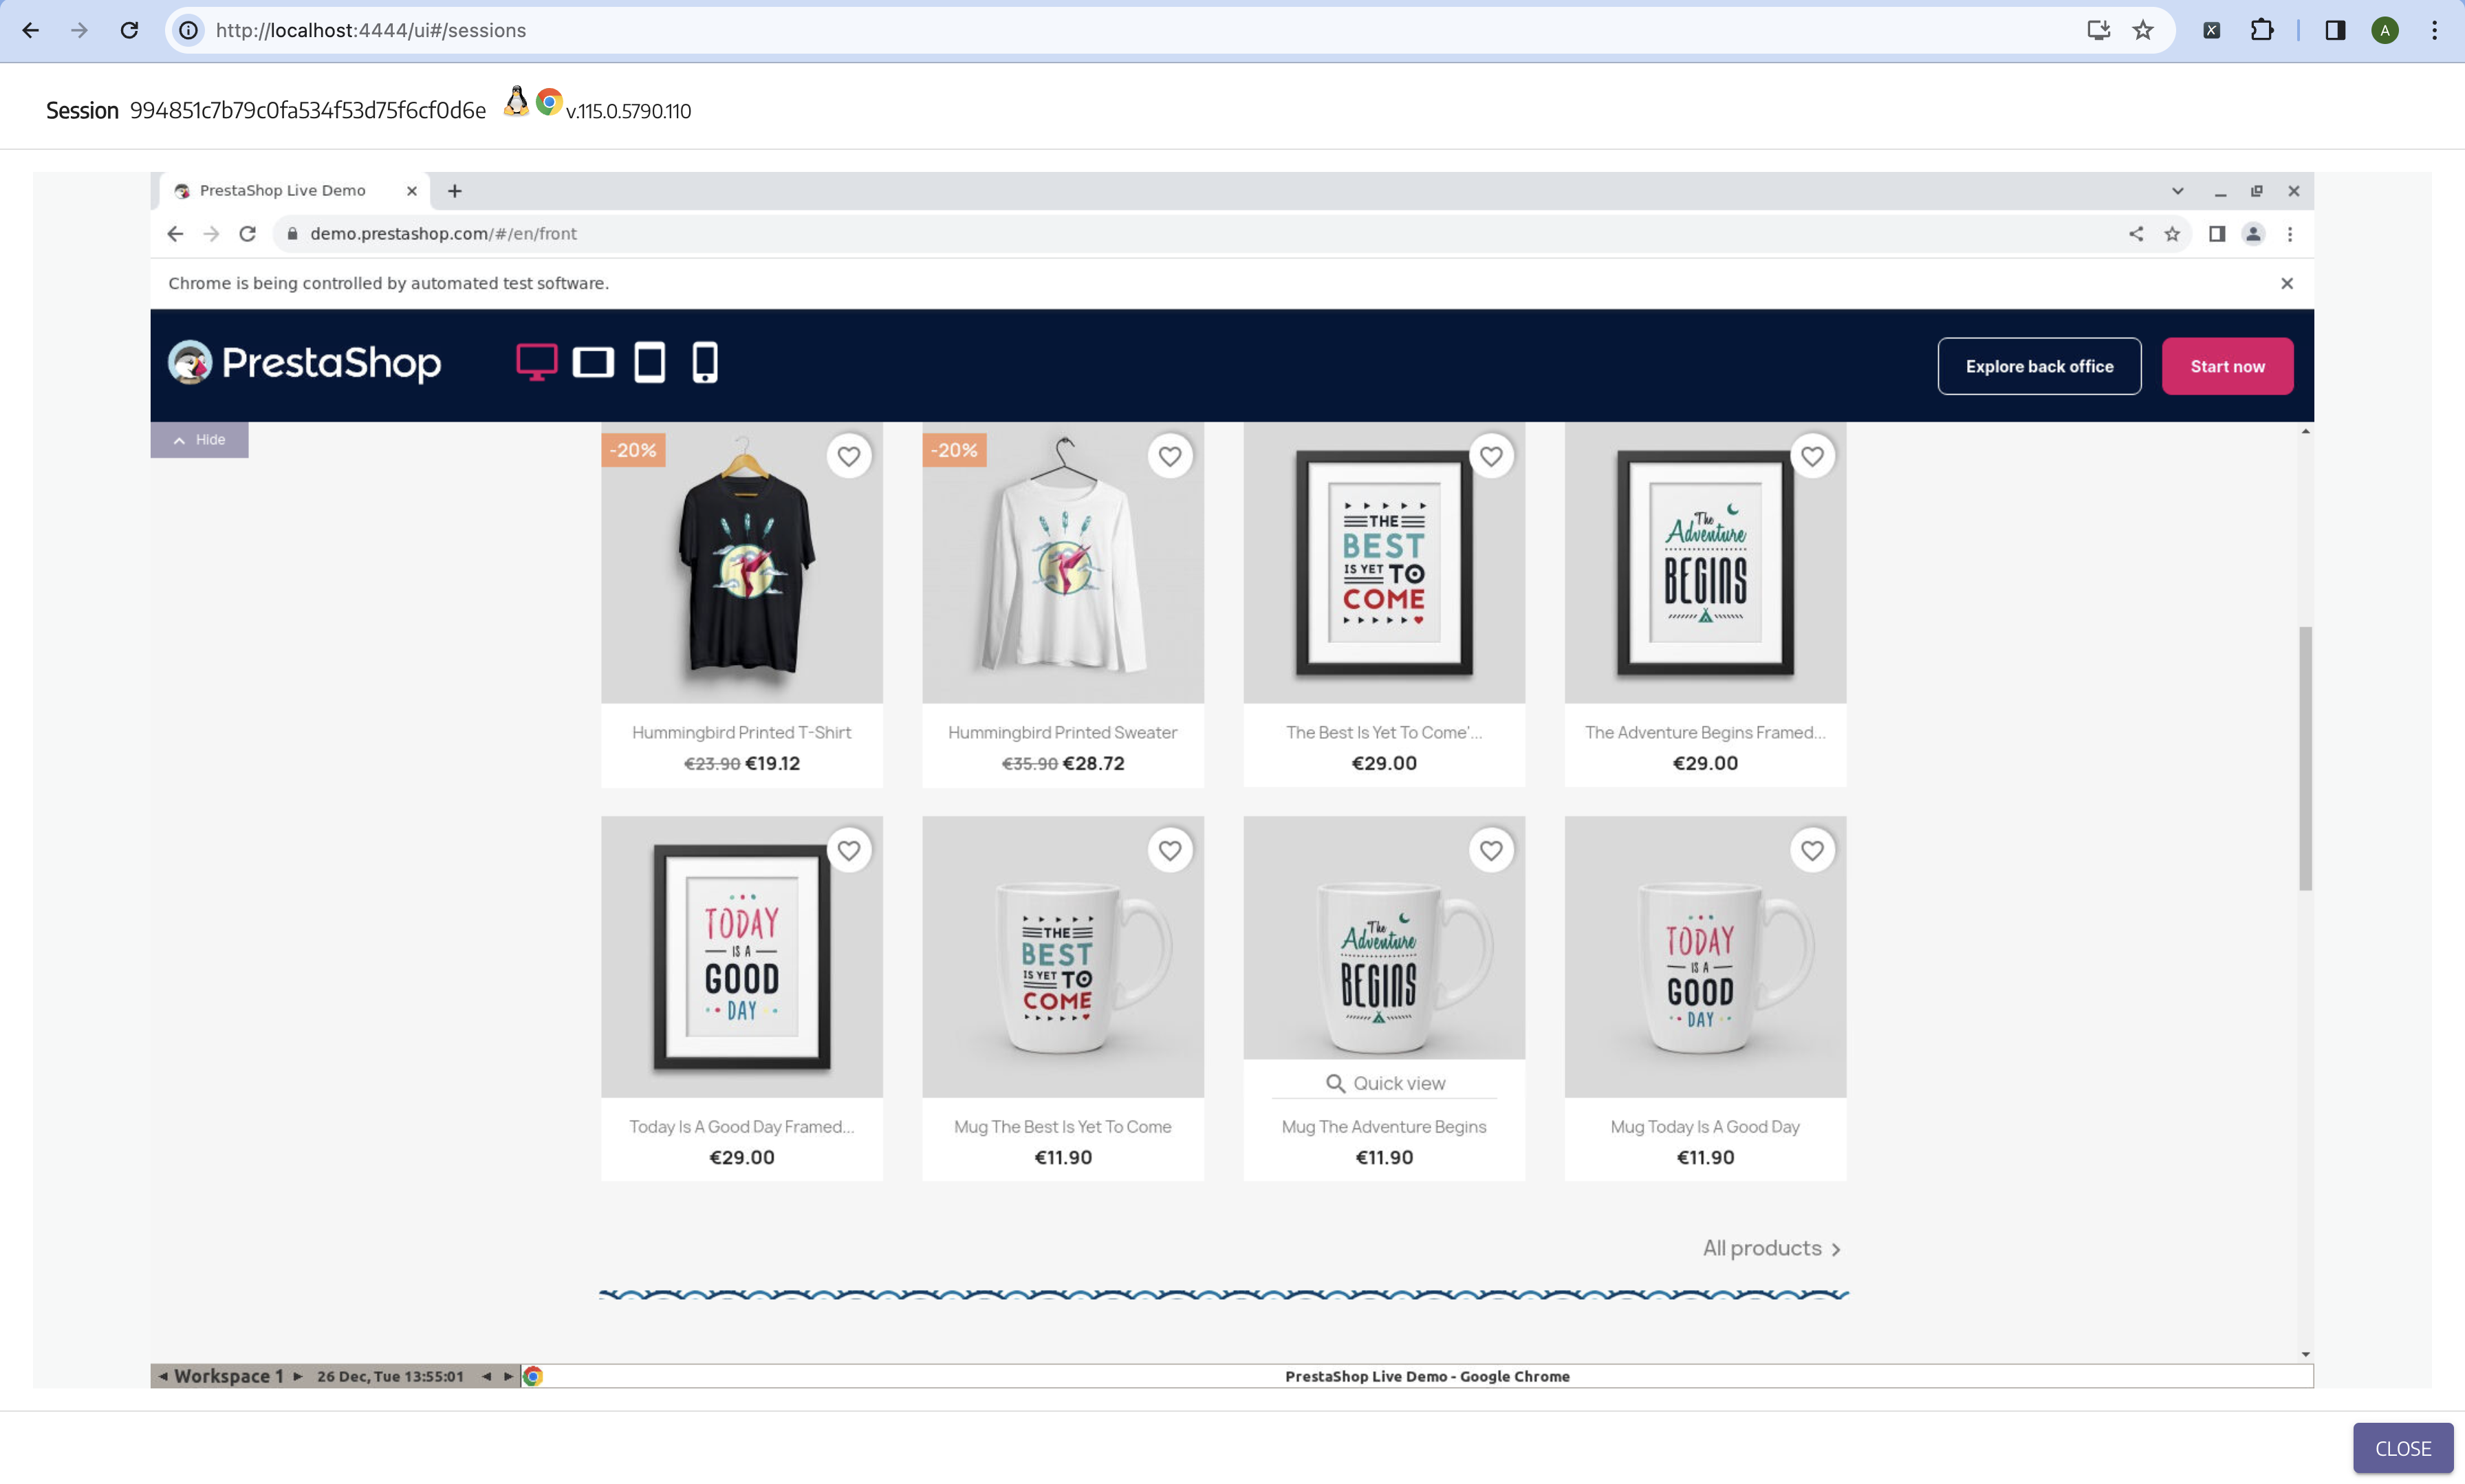 http://localhost:4444/ui#/sessions
A
Session 994851c7b79c0fa534f53d75f6cf0d6e v.115.0.5790.110
PrestaShop Live Demo
demo.prestashop.com/#/en/front
Chrome is being controlled by automated test software.
PrestaShop
Explore back office
Start now
Hide
-20%
-20%
THE
BEST
IS YET TO
COME
The
Adventure
BEGINS
Hummingbird Printed T-Shirt
€23.90 €19.12
Hummingbird Printed Sweater
€35.90 €28.72
The Best Is Yet To Come'...
€29.00
The Adventure Begins Framed...
€29.00
TODAY
IS A
GOOD
DAY
THE
BEST
IS YET TO
COME
The
Adventure
BEGINS
TODAY
IS A
GOOD
DAY
Quick view
Today Is A Good Day Framed...
€29.00
Mug The Best Is Yet To Come
€11.90
Mug The Adventure Begins
€11.90
Mug Today Is A Good Day
€11.90
All products
Workspace 1
26 Dec, Tue 13:55:01
PrestaShop Live Demo - Google Chrome
CLOSE